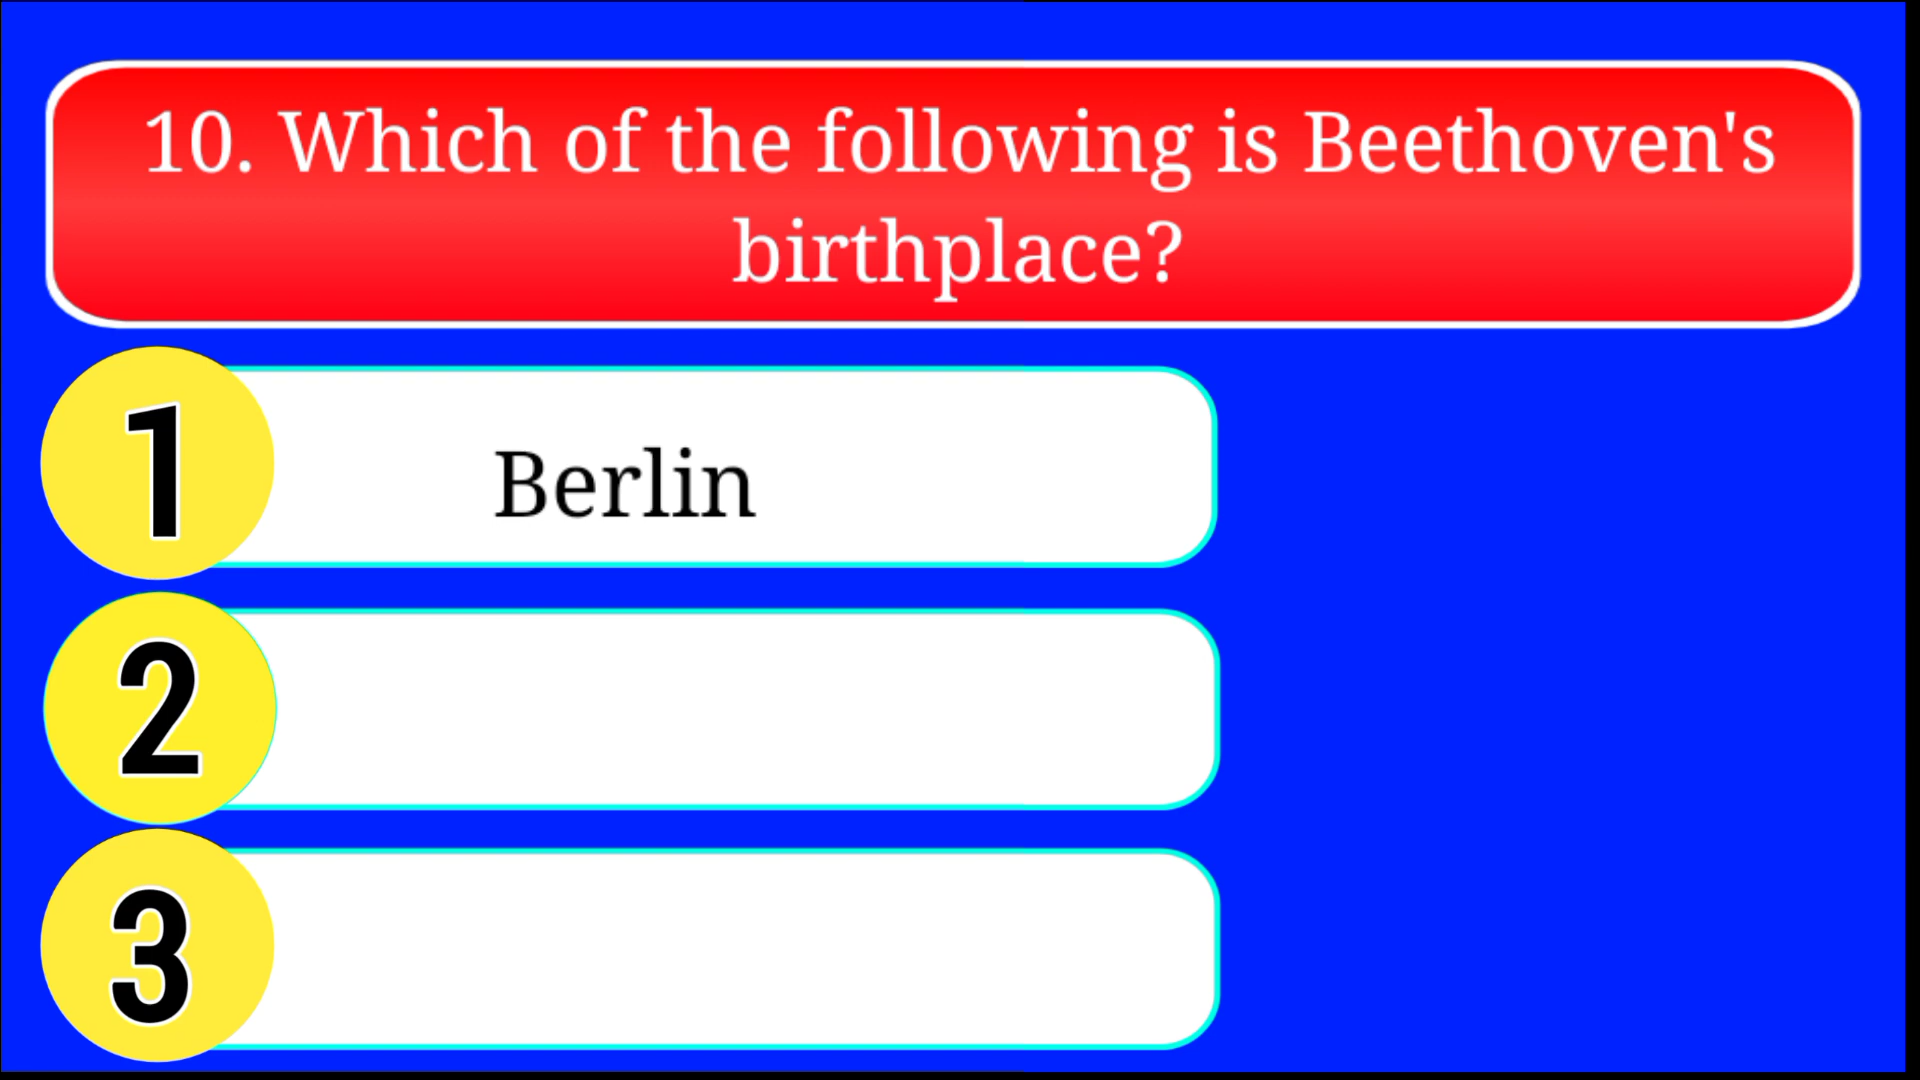 10. Which of the following is Beethoven's
birthplace?
1
Berlin
2
3